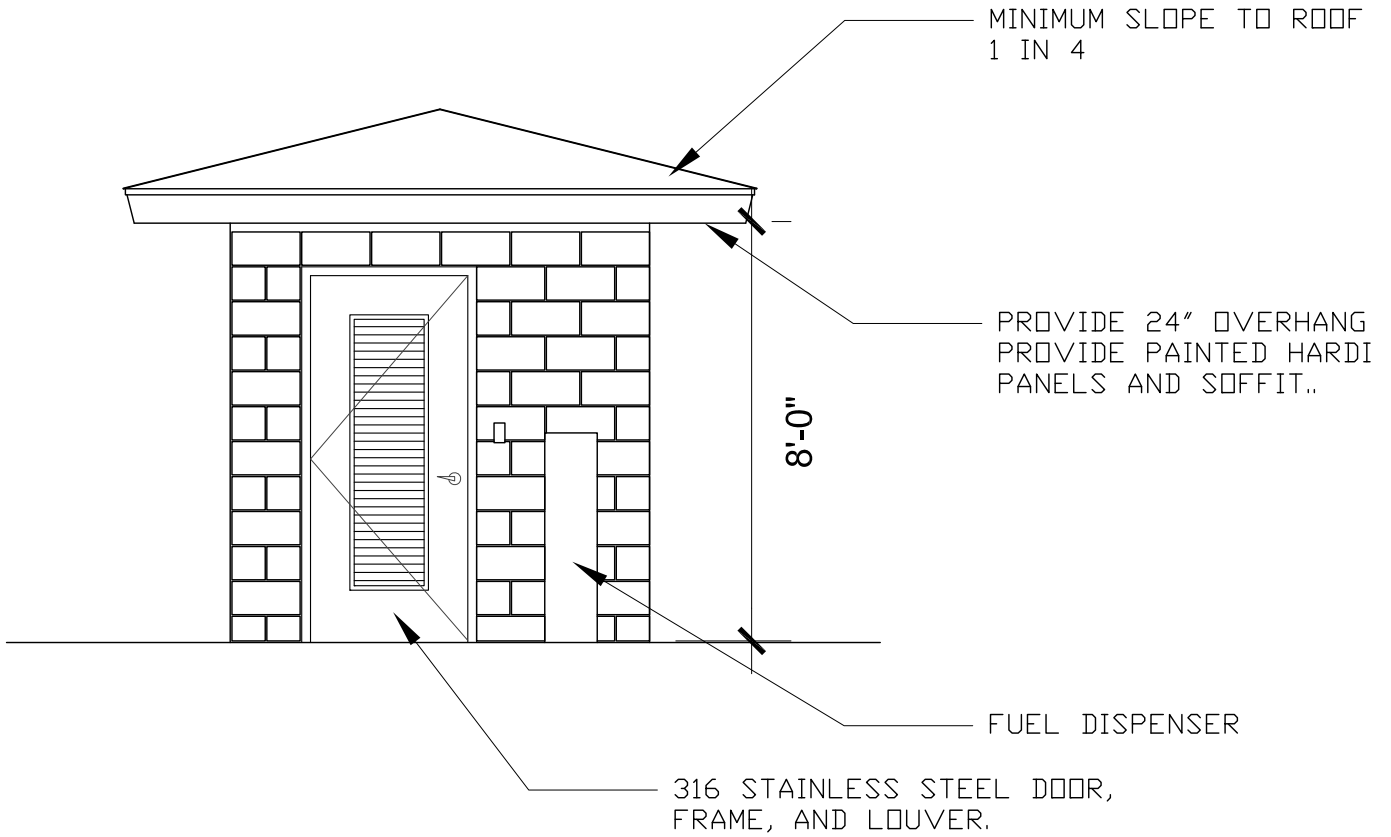 MINIMUM SLOPE TO ROOF
1 IN 4
PROVIDE 24" OVERHANG
PROVIDE PAINTED HARDI
PANELS AND SOFFIT..
8'-0"
FUEL DISPENSER
316 STAINLESS STEEL DOOR,
FRAME, AND LOUVER.